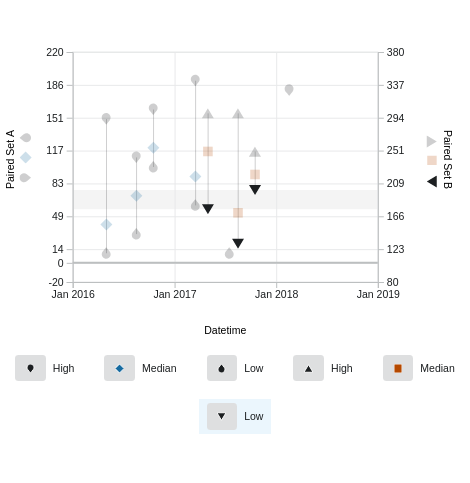 220
380
186
337
151
294
117
251
83
209
49
166
14
123
0
-20
80
Paired Set A
Paired Set B
Jan 2016
Jan 2017
Jan 2018
Jan 2019
Datetime
High
Median
Low
High
Median
Low